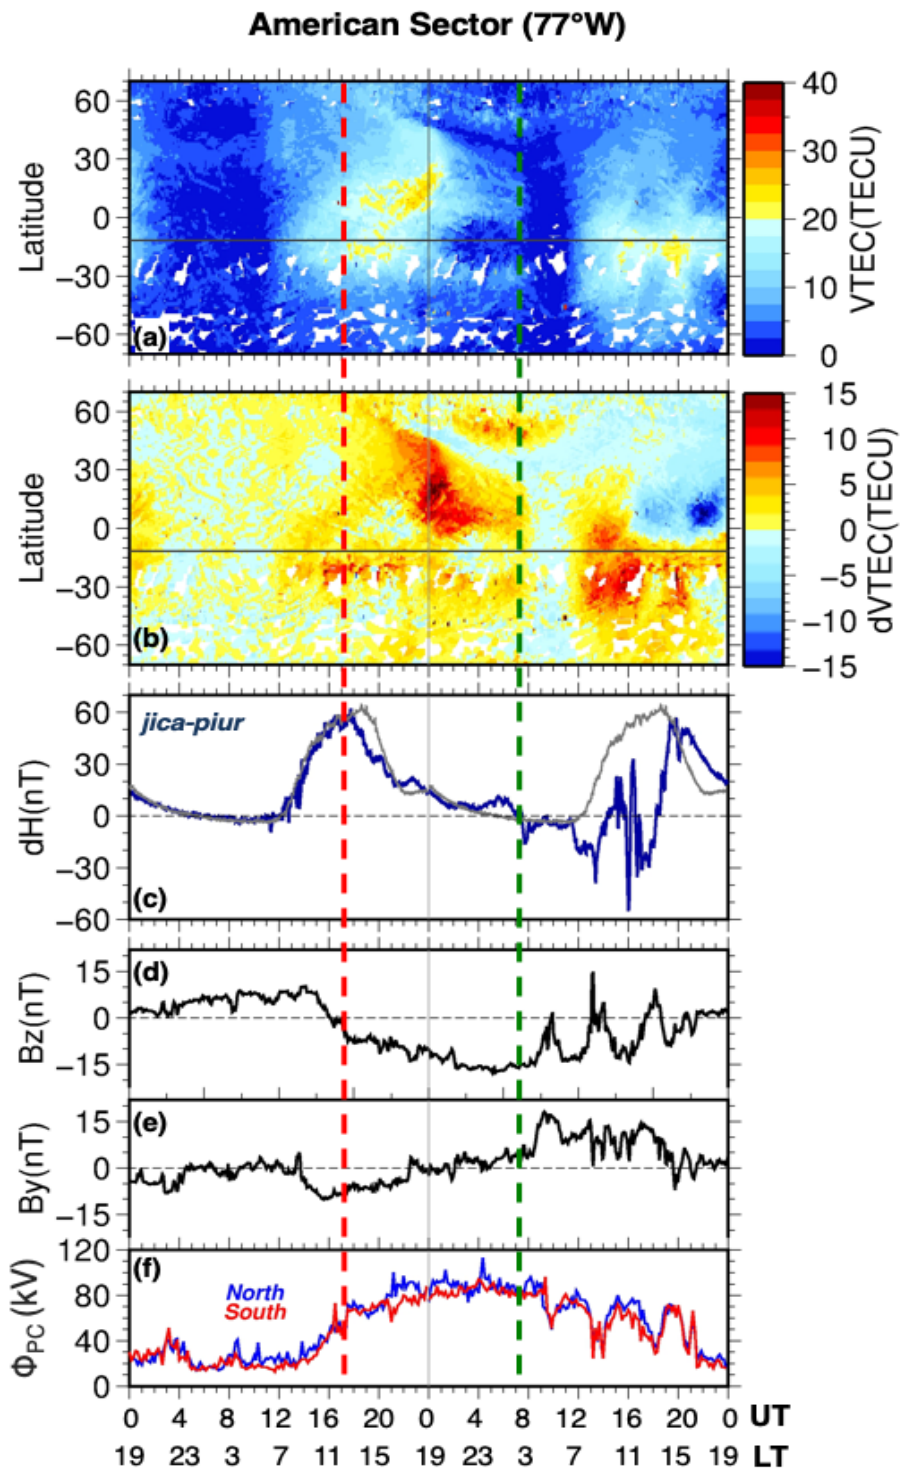 American Sector (77°W)
60
30
0
−30
−60
Latitude
(a)
40
30
20
10
0
VTEC(TECU)
60
30
0
−30
−60
Latitude
(b)
15
10
5
0
−5
−10
−15
dVTEC(TECU)
60
30
0
−30
−60
dH(nT)
jica-piur
(c)
15
0
−15
Bz(nT)
(d)
15
0
−15
By(nT)
(e)
120
80
40
0
ΦPC (kV)
(f)
North
South
0 4 8 12 16 20 0 4 8 12 16 20 0 UT
19 23 3 7 11 15 19 23 3 7 11 15 19 LT